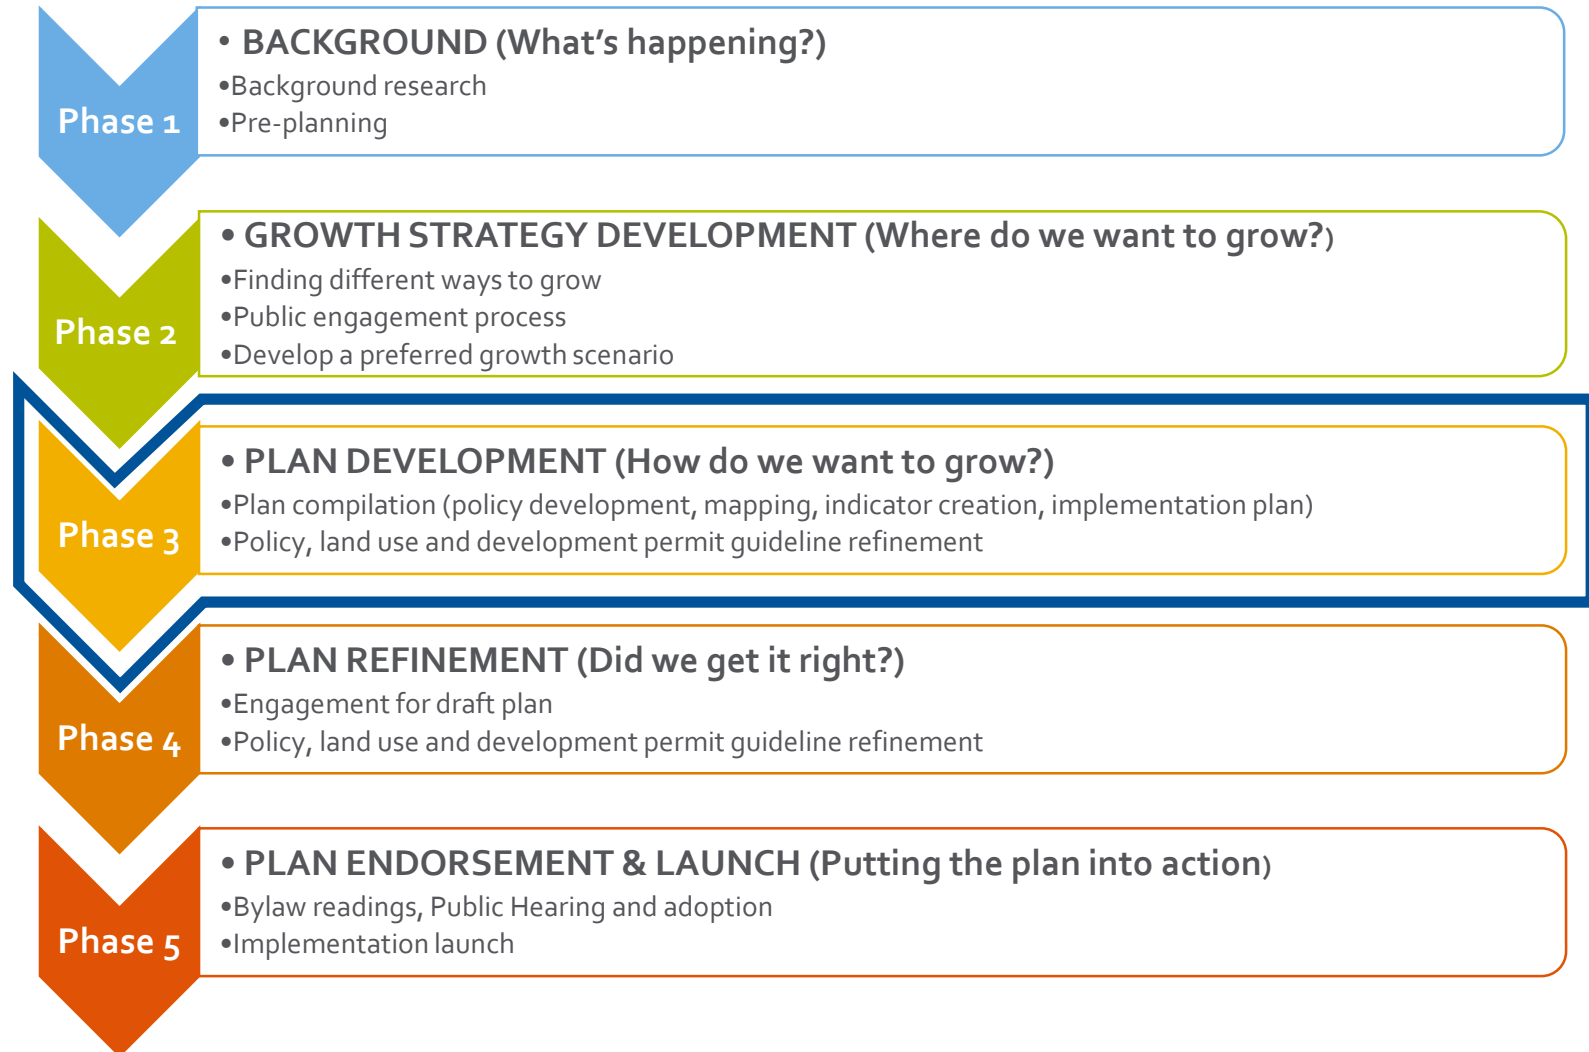 • BACKGROUND (What's happening?)
•Background research
Phase 1
•Pre-planning
• GROWTH STRATEGY DEVELOPMENT (Where do we want to grow?)
•Finding different ways to grow
•Public engagement process
Phase 2
•Develop a preferred growth scenario
• PLAN DEVELOPMENT (How do we want to grow?)
•Plan compilation (policy development, mapping, indicator creation, implementation plan)
Phase 3
•Policy, land use and development permit guideline refinement
• PLAN REFINEMENT (Did we get it right?)
•Engagement for draft plan
Phase 4
•Policy, land use and development permit guideline refinement
• PLAN ENDORSEMENT & LAUNCH (Putting the plan into action)
•Bylaw readings, Public Hearing and adoption
Phase 5
•Implementation launch